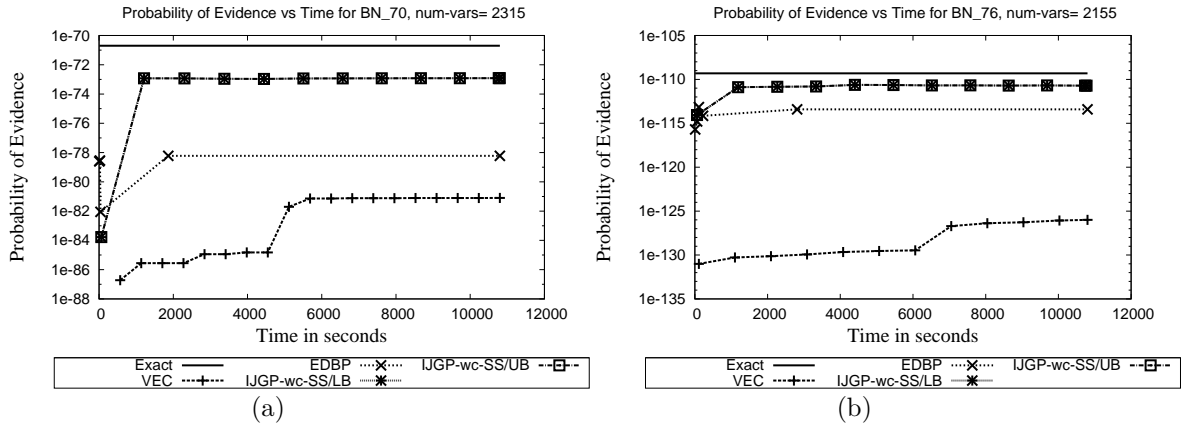 Probability of Evidence vs Time for BN_70, num-vars= 2315
1e-70
1e-72
1e-74
1e-76
1e-78
1e-80
1e-82
1e-84
1e-86
1e-88
Probability of Evidence
0 2000 4000 6000 8000 10000 12000
Time in seconds
Exact EDBP IJGP-wc-SS/UB
VEC IJGP-wc-SS/LB
(a)
Probability of Evidence vs Time for BN_76, num-vars= 2155
1e-105
1e-110
1e-115
1e-120
1e-125
1e-130
1e-135
Probability of Evidence
0 2000 4000 6000 8000 10000 12000
Time in seconds
Exact EDBP IJGP-wc-SS/UB
VEC IJGP-wc-SS/LB
(b)